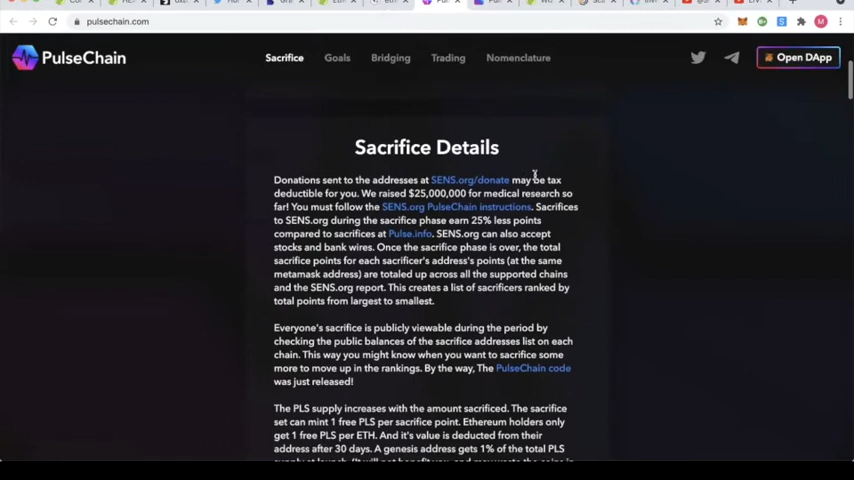 pulsechain.com
PulseChain
Sacrifice
Goals
Bridging
Trading
Nomenclature
Open DApp
Sacrifice Details
Donations sent to the addresses at SENS.org/donate may be tax
deductible for you. We raised $25,000,000 for medical research so
far! You must follow the SENS.org PulseChain instructions. Sacrifices
to SENS.org during the sacrifice phase earn 25% less points
compared to sacrifices at Pulse.info. SENS.org can also accept
stocks and bank wires. Once the sacrifice phase is over, the total
sacrifice points for each sacrificer's address's points (at the same
metamask address) are totaled up across all the supported chains
and the SENS.org report. This creates a list of sacrificers ranked by
total points from largest to smallest.
Everyone's sacrifice is publicly viewable during the period by
checking the public balances of the sacrifice addresses list on each
chain. This way you might know when you want to sacrifice some
more to move up in the rankings. By the way, The PulseChain code
was just released!
The PLS supply increases with the amount sacrificed. The sacrifice
set can mint 1 free PLS per sacrifice point. Ethereum holders only
get 1 free PLS per ETH. And it's value is deducted from their
address after 30 days. A genesis address gets 1% of the total PLS